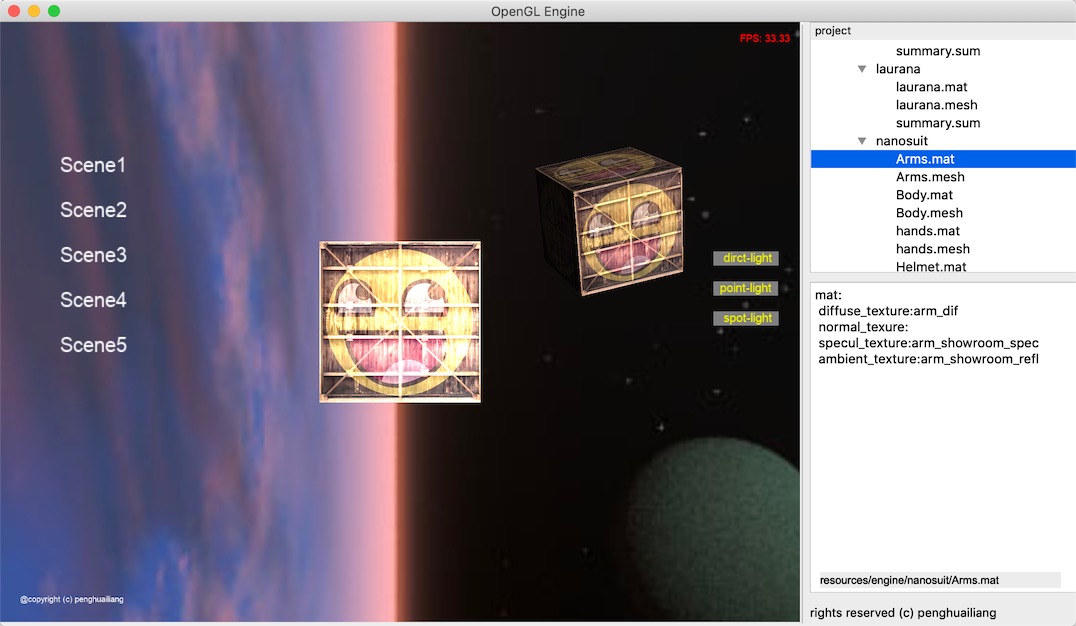 OpenGL Engine
FPS: 33.33
Scene1
Scene2
Scene3
Scene4
Scene5
dirct-light
point-light
spot-light
@copyright (c) penghuailiang
project
summary.sum
laurana
laurana.mat
laurana.mesh
summary.sum
nanosuit
Arms.mat
Arms.mesh
Body.mat
Body.mesh
hands.mat
hands.mesh
Helmet.mat
mat:
diffuse_texture:arm_dif
normal_texure:
specul_texture:arm_showroom_spec
ambient_texture:arm_showroom_refl
resources/engine/nanosuit/Arms.mat
rights reserved (c) penghuailiang